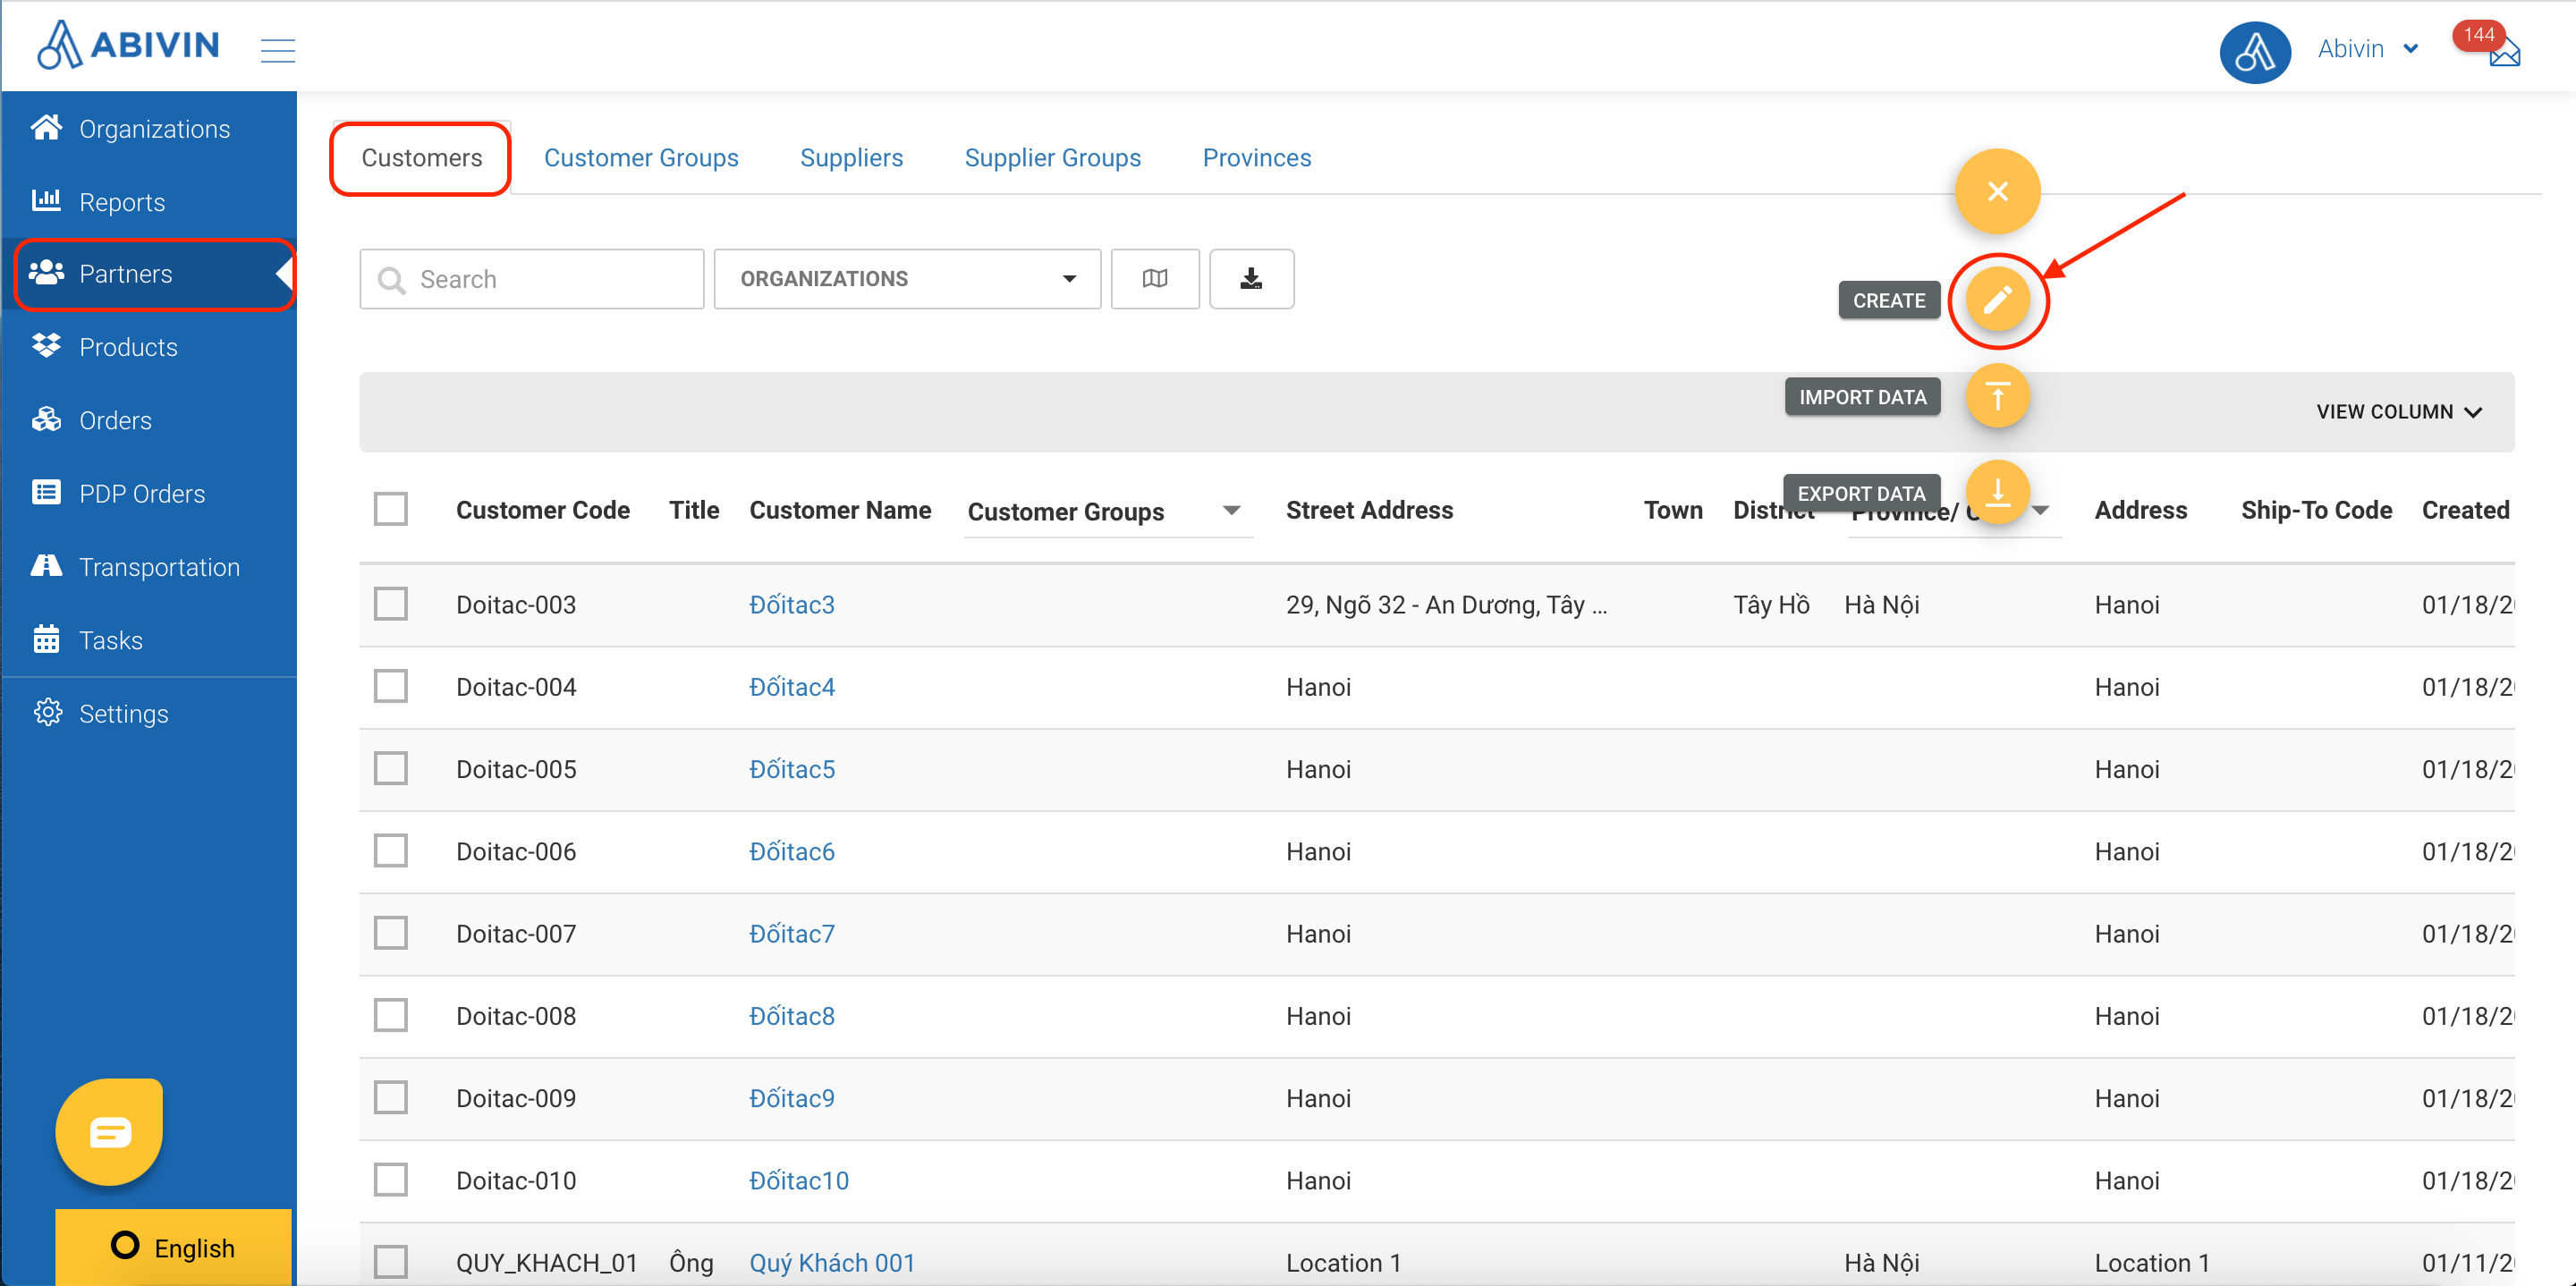 ABIVIN
Abivin
144
Organizations
Reports
Partners
Products
Orders
PDP Orders
Transportation
Tasks
Settings
English
Customers Customer Groups Suppliers Supplier Groups Provinces
Search ORGANIZATIONS
CREATE
IMPORT DATA
EXPORT DATA
VIEW COLUMN
Customer Code Title Customer Name Customer Groups Street Address Town District Province/ Address Ship-To Code Created
Doitac-003 Đốitac3 29, Ngõ 32 - An Dương, Tây ... Tây Hồ Hà Nội Hanoi 01/18/2
Doitac-004 Đốitac4 Hanoi Hanoi 01/18/2
Doitac-005 Đốitac5 Hanoi Hanoi 01/18/2
Doitac-006 Đốitac6 Hanoi Hanoi 01/18/2
Doitac-007 Đốitac7 Hanoi Hanoi 01/18/2
Doitac-008 Đốitac8 Hanoi Hanoi 01/18/2
Doitac-009 Đốitac9 Hanoi Hanoi 01/18/2
Doitac-010 Đốitac10 Hanoi Hanoi 01/18/2
QUY_KHACH_01 Ông Quý Khách 001 Location 1 Hà Nội Location 1 01/11/2